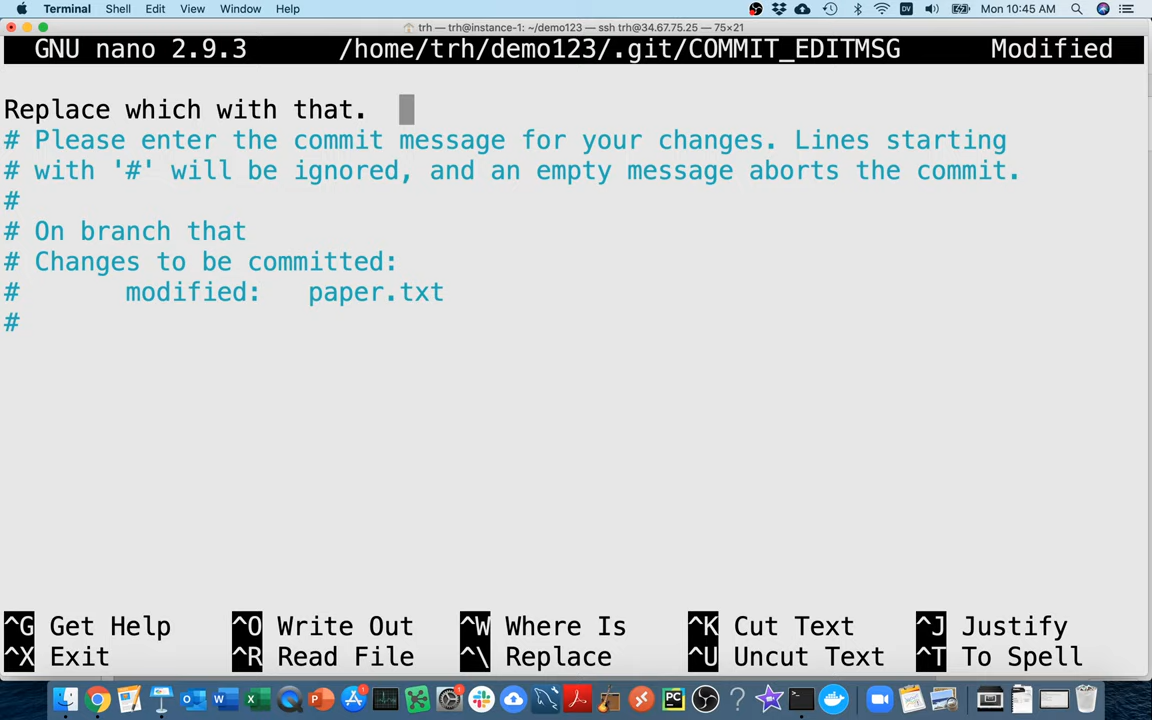 Terminal Shell Edit View Window Help Mon 10:45 AM
trh — trh@instance-1: ~/demo123 — ssh trh@34.67.75.25 — 75×21
GNU nano 2.9.3 /home/trh/demo123/.git/COMMIT_EDITMSG Modified
Replace which with that.
# Please enter the commit message for your changes. Lines starting
# with '#' will be ignored, and an empty message aborts the commit.
#
# On branch that
# Changes to be committed:
# modified: paper.txt
#
^G Get Help ^O Write Out ^W Where Is ^K Cut Text ^J Justify
^X Exit ^R Read File ^\ Replace ^U Uncut Text ^T To Spell